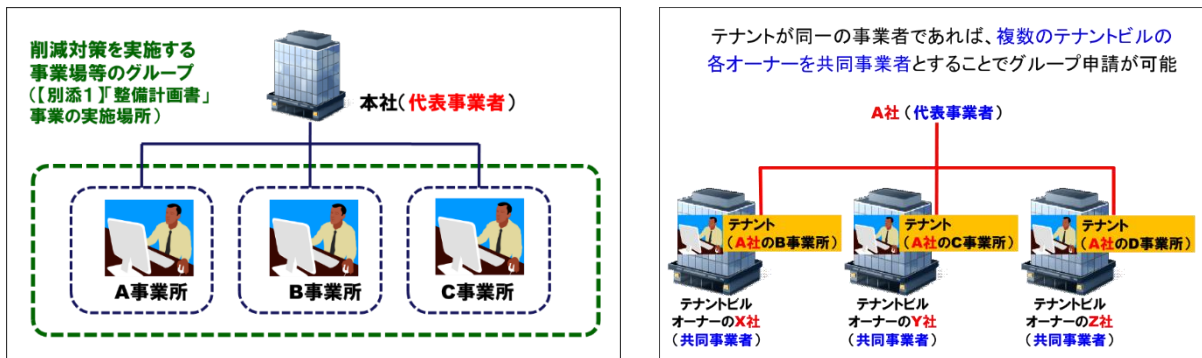 削減対策を実施する
事業場等のグループ
(【別添1】「整備計画書」
事業の実施場所)
本社(代表事業者)
A事業所
B事業所
C事業所
テナントが同一の事業者であれば、複数のテナントビルの
各オーナーを共同事業者とすることでグループ申請が可能
A社(代表事業者)
テナント
(A社のB事業所)
テナント
(A社のC事業所)
テナント
(A社のD事業所)
テナントビル
オーナーのX社
(共同事業者)
テナントビル
オーナーのY社
(共同事業者)
テナントビル
オーナーのZ社
(共同事業者)